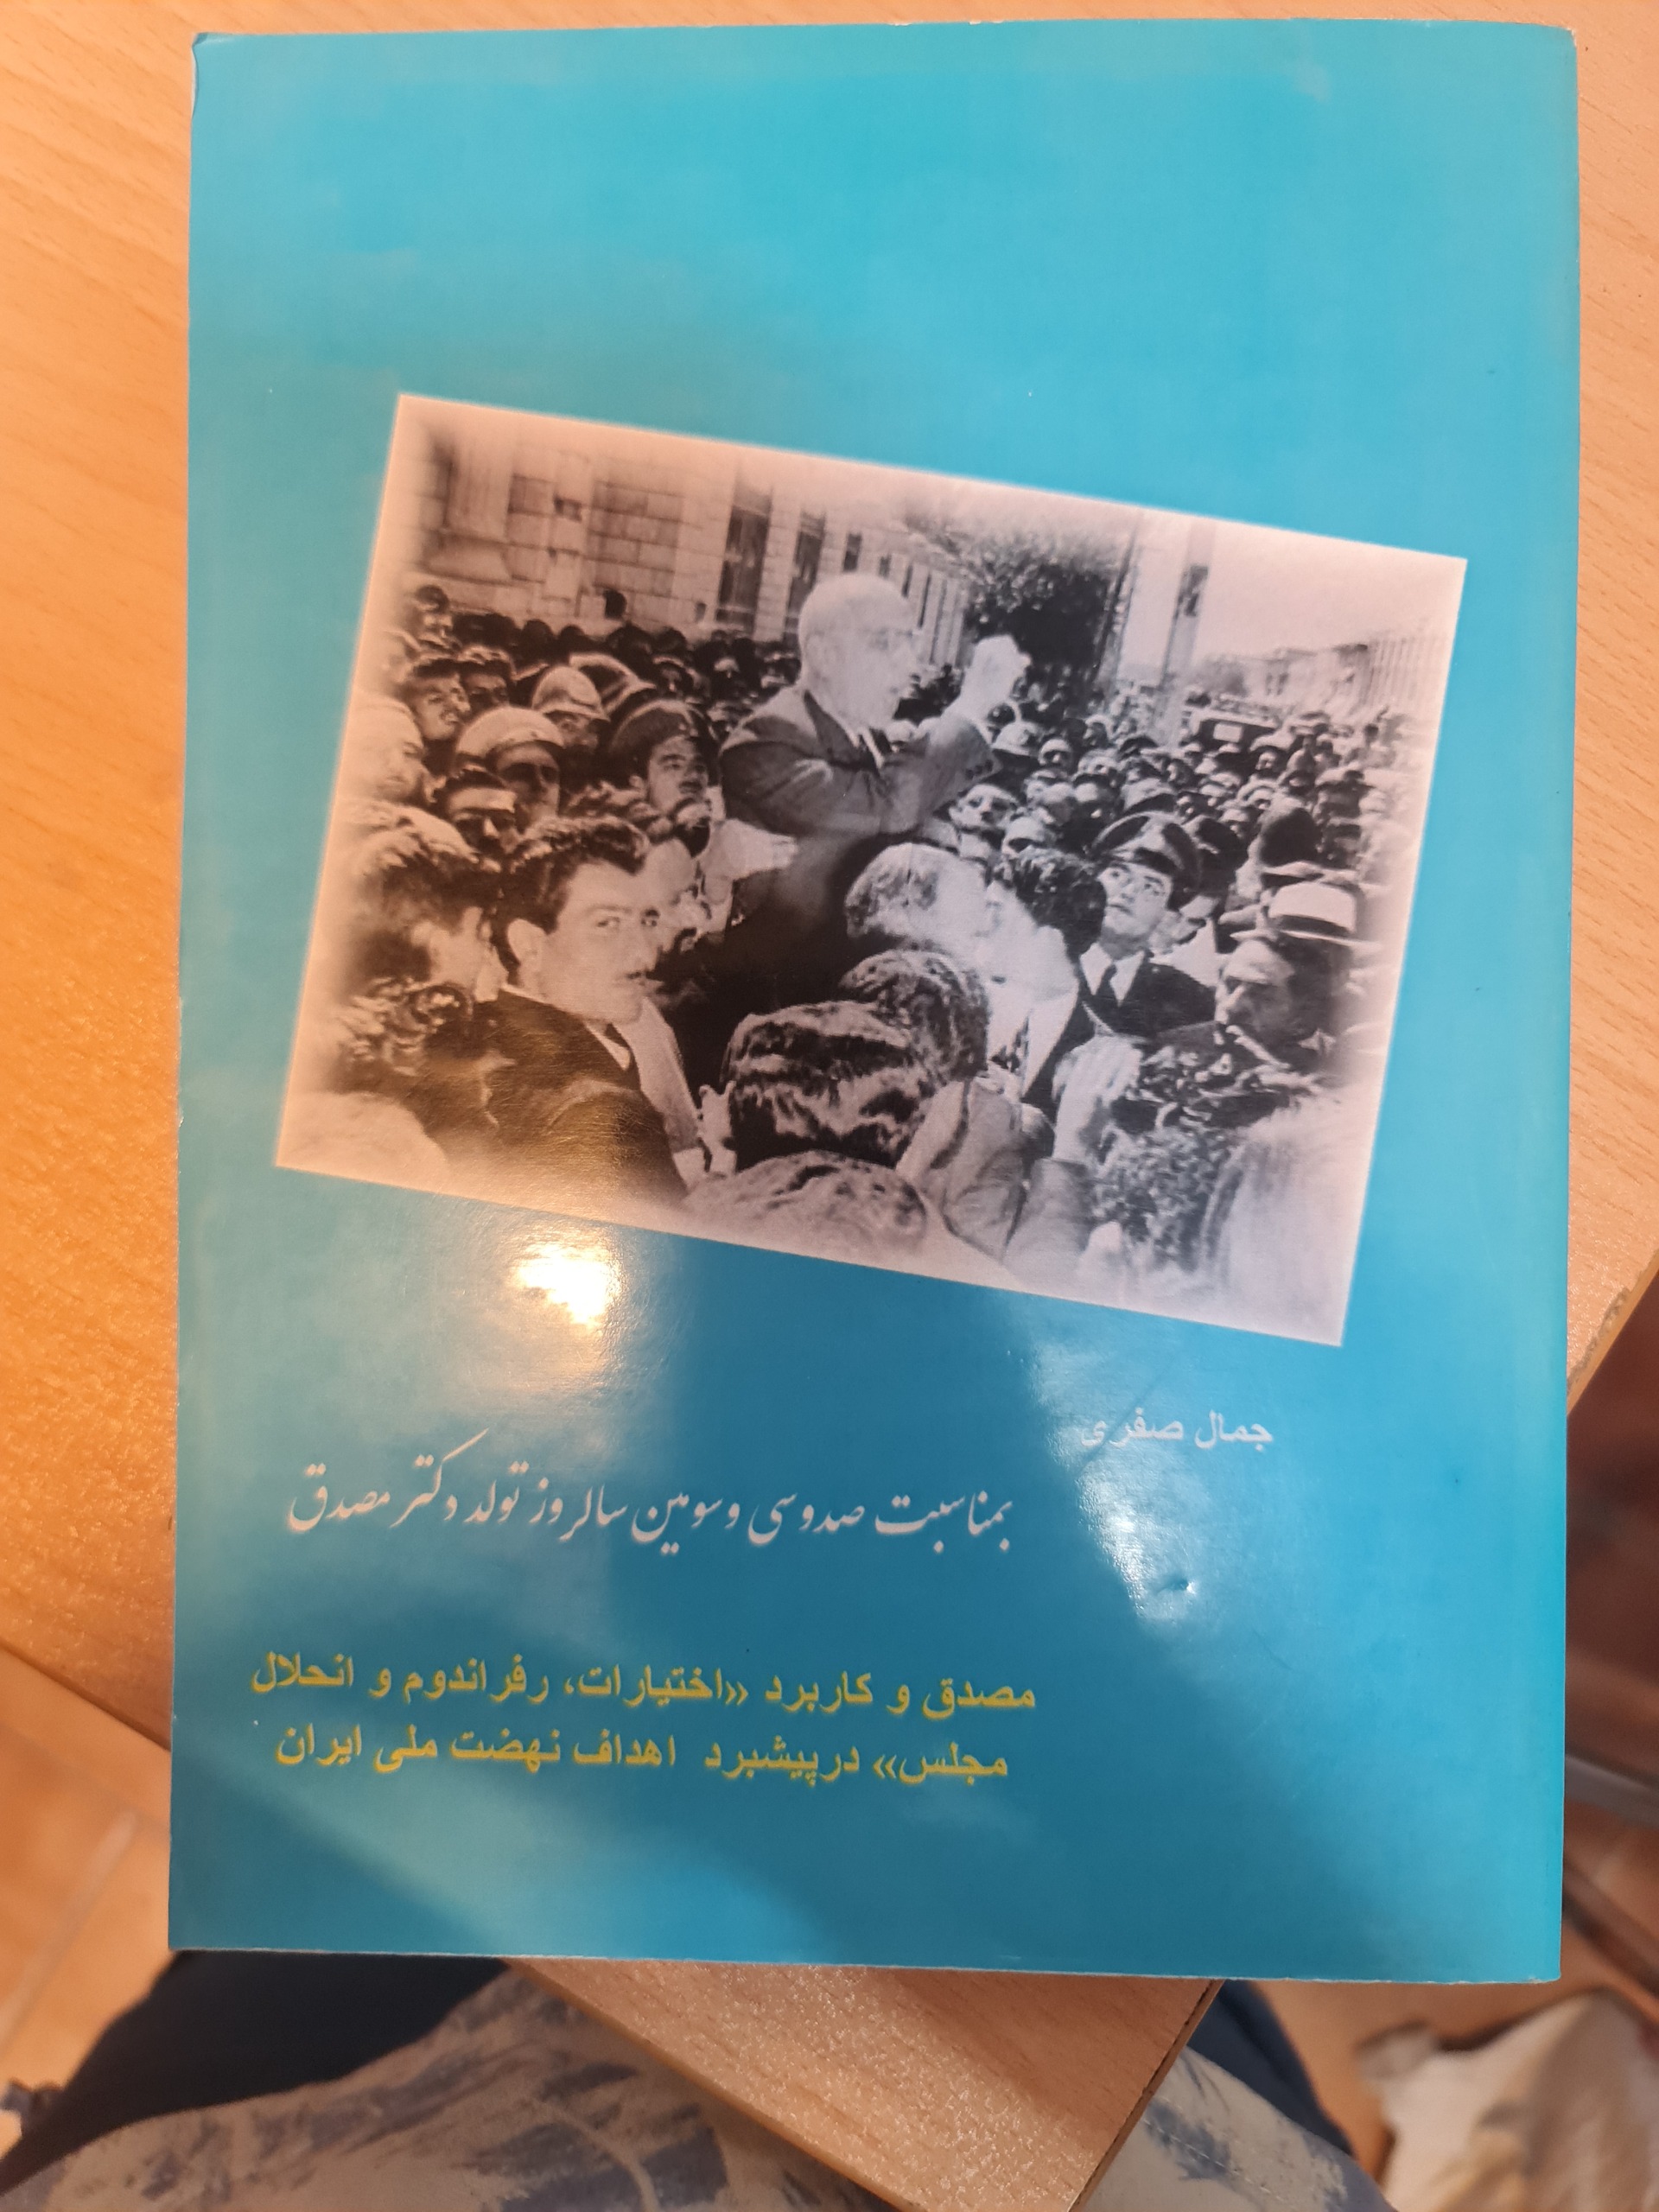 جمال صفری
بمناسبت صدوسی و سومین سالروز تولد دکتر مصدق
مصدق و کاربرد «اختیارات، رفراندوم و انحلال
مجلس» درپیشبرد اهداف نهضت ملی ایران